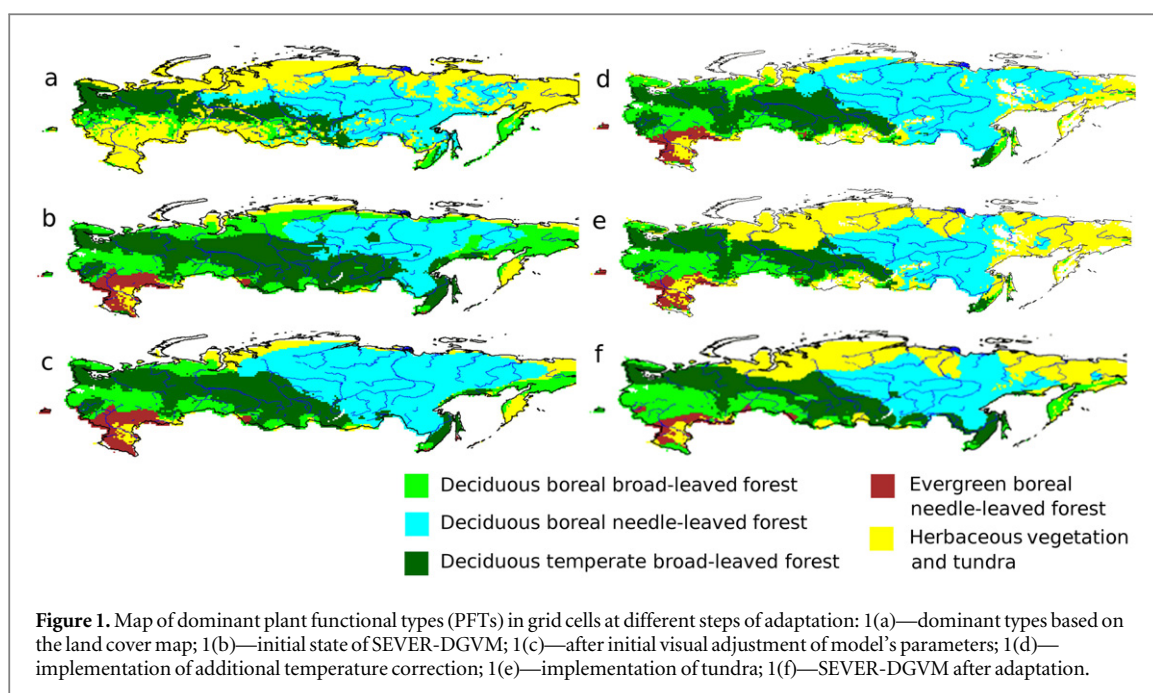 a
d
b
e
c
f
Deciduous boreal broad-leaved forest
Deciduous boreal needle-leaved forest
Deciduous temperate broad-leaved forest
Evergreen boreal
needle-leaved forest
Herbaceous vegetation
and tundra
Figure 1. Map of dominant plant functional types (PFTs) in grid cells at different steps of adaptation: 1(a)—dominant types based on
the land cover map; 1(b)—initial state of SEVER-DGVM; 1(c)—after initial visual adjustment of model's parameters; 1(d)—
implementation of additional temperature correction; 1(e)—implementation of tundra; 1(f)—SEVER-DGVM after adaptation.